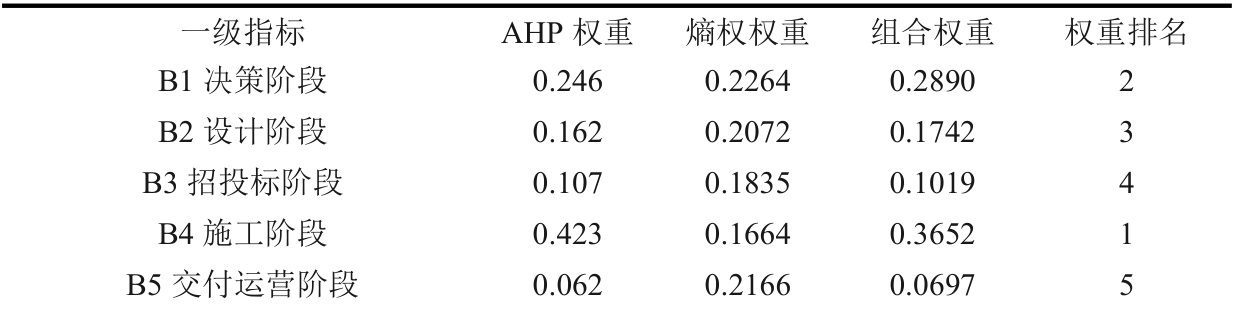 一级指标 AHP 权重 熵权权重 组合权重 权重排名
B1 决策阶段 0.246 0.2264 0.2890 2
B2 设计阶段 0.162 0.2072 0.1742 3
B3 招投标阶段 0.107 0.1835 0.1019 4
B4 施工阶段 0.423 0.1664 0.3652 1
B5 交付运营阶段 0.062 0.2166 0.0697 5